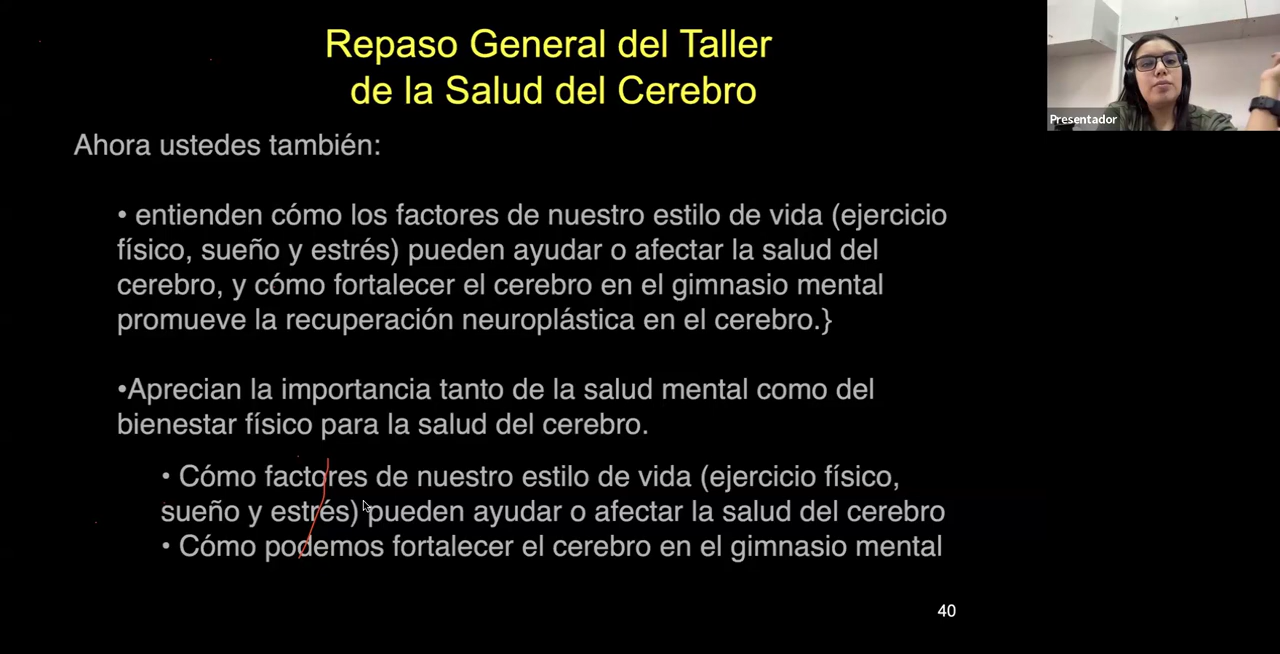 Repaso General del Taller
de la Salud del Cerebro
Presentador
Ahora ustedes también:
• entienden cómo los factores de nuestro estilo de vida (ejercicio
físico, sueño y estrés) pueden ayudar o afectar la salud del
cerebro, y cómo fortalecer el cerebro en el gimnasio mental
promueve la recuperación neuroplástica en el cerebro.}
•Aprecian la importancia tanto de la salud mental como del
bienestar físico para la salud del cerebro.
• Cómo factores de nuestro estilo de vida (ejercicio físico,
sueño y estrés) pueden ayudar o afectar la salud del cerebro
• Cómo podemos fortalecer el cerebro en el gimnasio mental
40